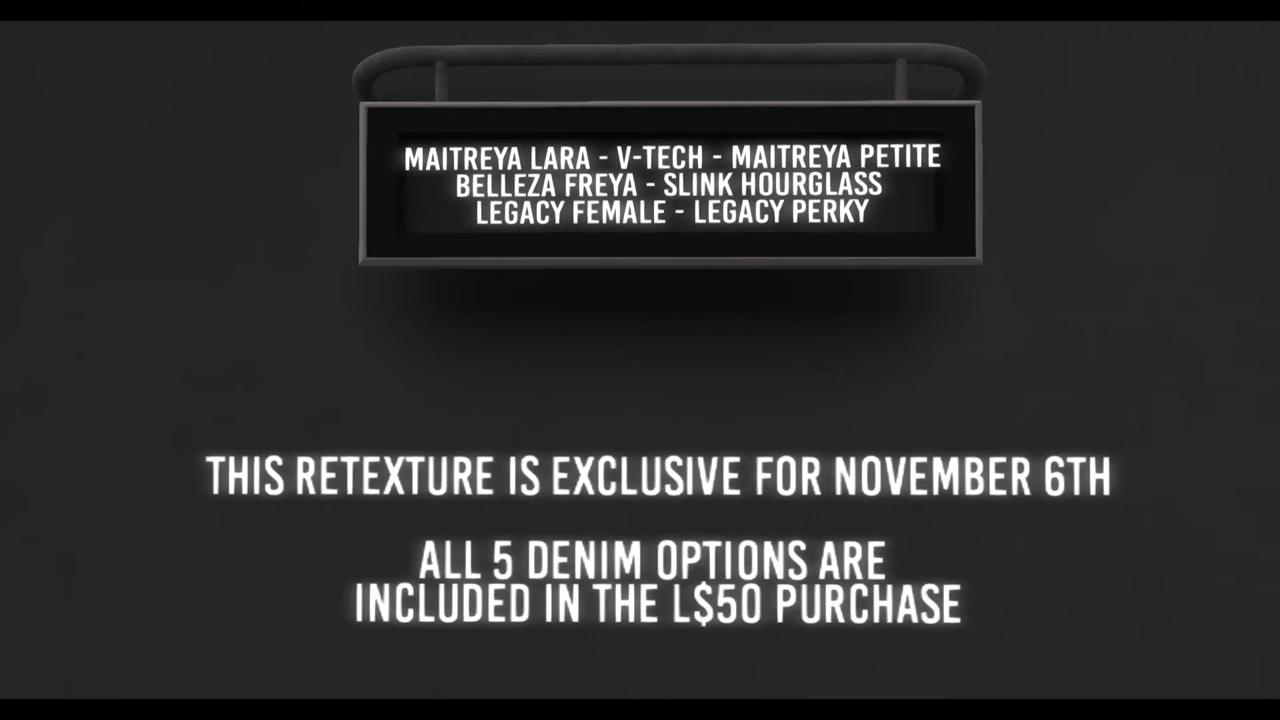 MAITREYA LARA - V-TECH - MAITREYA PETITE
BELLEZA FREYA - SLINK HOURGLASS
LEGACY FEMALE - LEGACY PERKY
THIS RETEXTURE IS EXCLUSIVE FOR NOVEMBER 6TH
ALL 5 DENIM OPTIONS ARE
INCLUDED IN THE L$50 PURCHASE